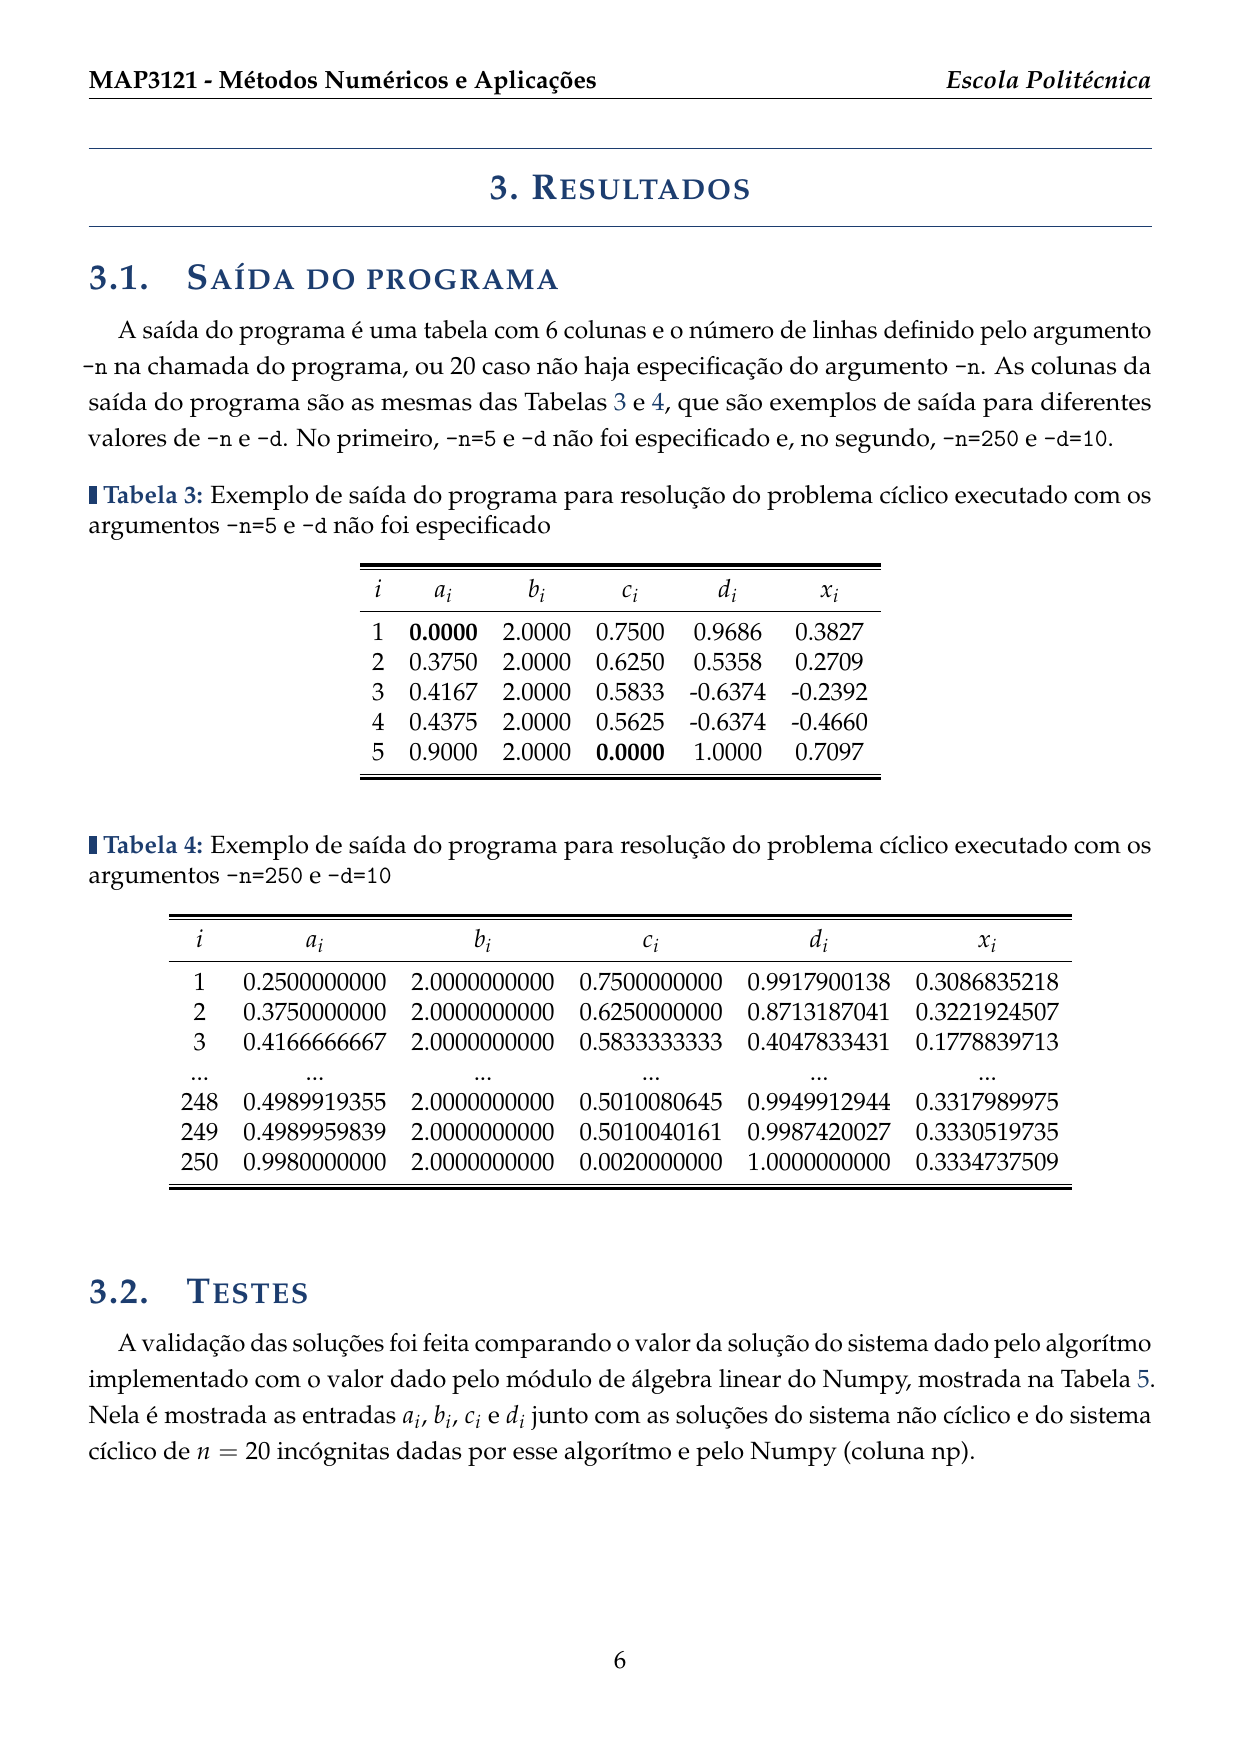 MAP3121 - Métodos Numéricos e Aplicações Escola Politécnica
3. RESULTADOS
3.1. SAÍDA DO PROGRAMA
A saída do programa é uma tabela com 6 colunas e o número de linhas definido pelo argumento
-n na chamada do programa, ou 20 caso não haja especificação do argumento -n. As colunas da
saída do programa são as mesmas das Tabelas 3 e 4, que são exemplos de saída para diferentes
valores de -n e -d. No primeiro, -n=5 e -d não foi especificado e, no segundo, -n=250 e -d=10.
Tabela 3: Exemplo de saída do programa para resolução do problema cíclico executado com os
argumentos -n=5 e -d não foi especificado
i a_i b_i c_i d_i x_i
1 0.0000 2.0000 0.7500 0.9686 0.3827
2 0.3750 2.0000 0.6250 0.5358 0.2709
3 0.4167 2.0000 0.5833 -0.6374 -0.2392
4 0.4375 2.0000 0.5625 -0.6374 -0.4660
5 0.9000 2.0000 0.0000 1.0000 0.7097
Tabela 4: Exemplo de saída do programa para resolução do problema cíclico executado com os
argumentos -n=250 e -d=10
i a_i b_i c_i d_i x_i
1 0.2500000000 2.0000000000 0.7500000000 0.9917900138 0.3086835218
2 0.3750000000 2.0000000000 0.6250000000 0.8713187041 0.3221924507
3 0.4166666667 2.0000000000 0.5833333333 0.4047833431 0.1778839713
... ... ... ... ... ...
248 0.4989919355 2.0000000000 0.5010080645 0.9949912944 0.3317989975
249 0.4989959839 2.0000000000 0.5010040161 0.9987420027 0.3330519735
250 0.9980000000 2.0000000000 0.0020000000 1.0000000000 0.3334737509
3.2. TESTES
A validação das soluções foi feita comparando o valor da solução do sistema dado pelo algorítmo
implementado com o valor dado pelo módulo de álgebra linear do Numpy, mostrada na Tabela 5.
Nela é mostrada as entradas a_i, b_i, c_i e d_i junto com as soluções do sistema não cíclico e do sistema
cíclico de n = 20 incógnitas dadas por esse algorítmo e pelo Numpy (coluna np).
6